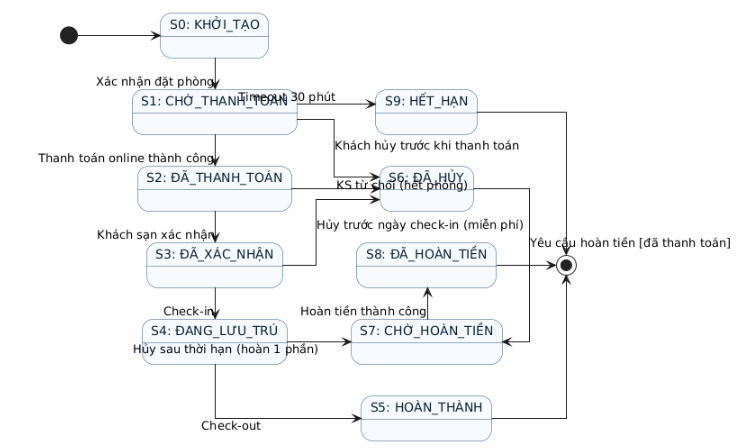 S0: KHỞI_TẠO
Xác nhận đặt phòng
Timeout 30 phút
S1: CHỜ_THANH_TOÁN
S9: HẾT_HẠN
Khách hủy trước khi thanh toán
Thanh toán online thành công
S2: ĐÃ_THANH_TOÁN
S6: ĐÃ_HỦY
KS từ chối (hết phòng)
Hủy trước ngày check-in (miễn phí)
Khách sạn xác nhận
Yêu cầu hoàn tiền [đã thanh toán]
S3: ĐÃ_XÁC_NHẬN
S8: ĐÃ_HOÀN_TIỀN
Check-in
Hoàn tiền thành công
S4: ĐANG_LƯU_TRÚ
S7: CHỜ_HOÀN_TIỀN
Hủy sau thời hạn (hoàn 1 phần)
S5: HOÀN_THÀNH
Check-out